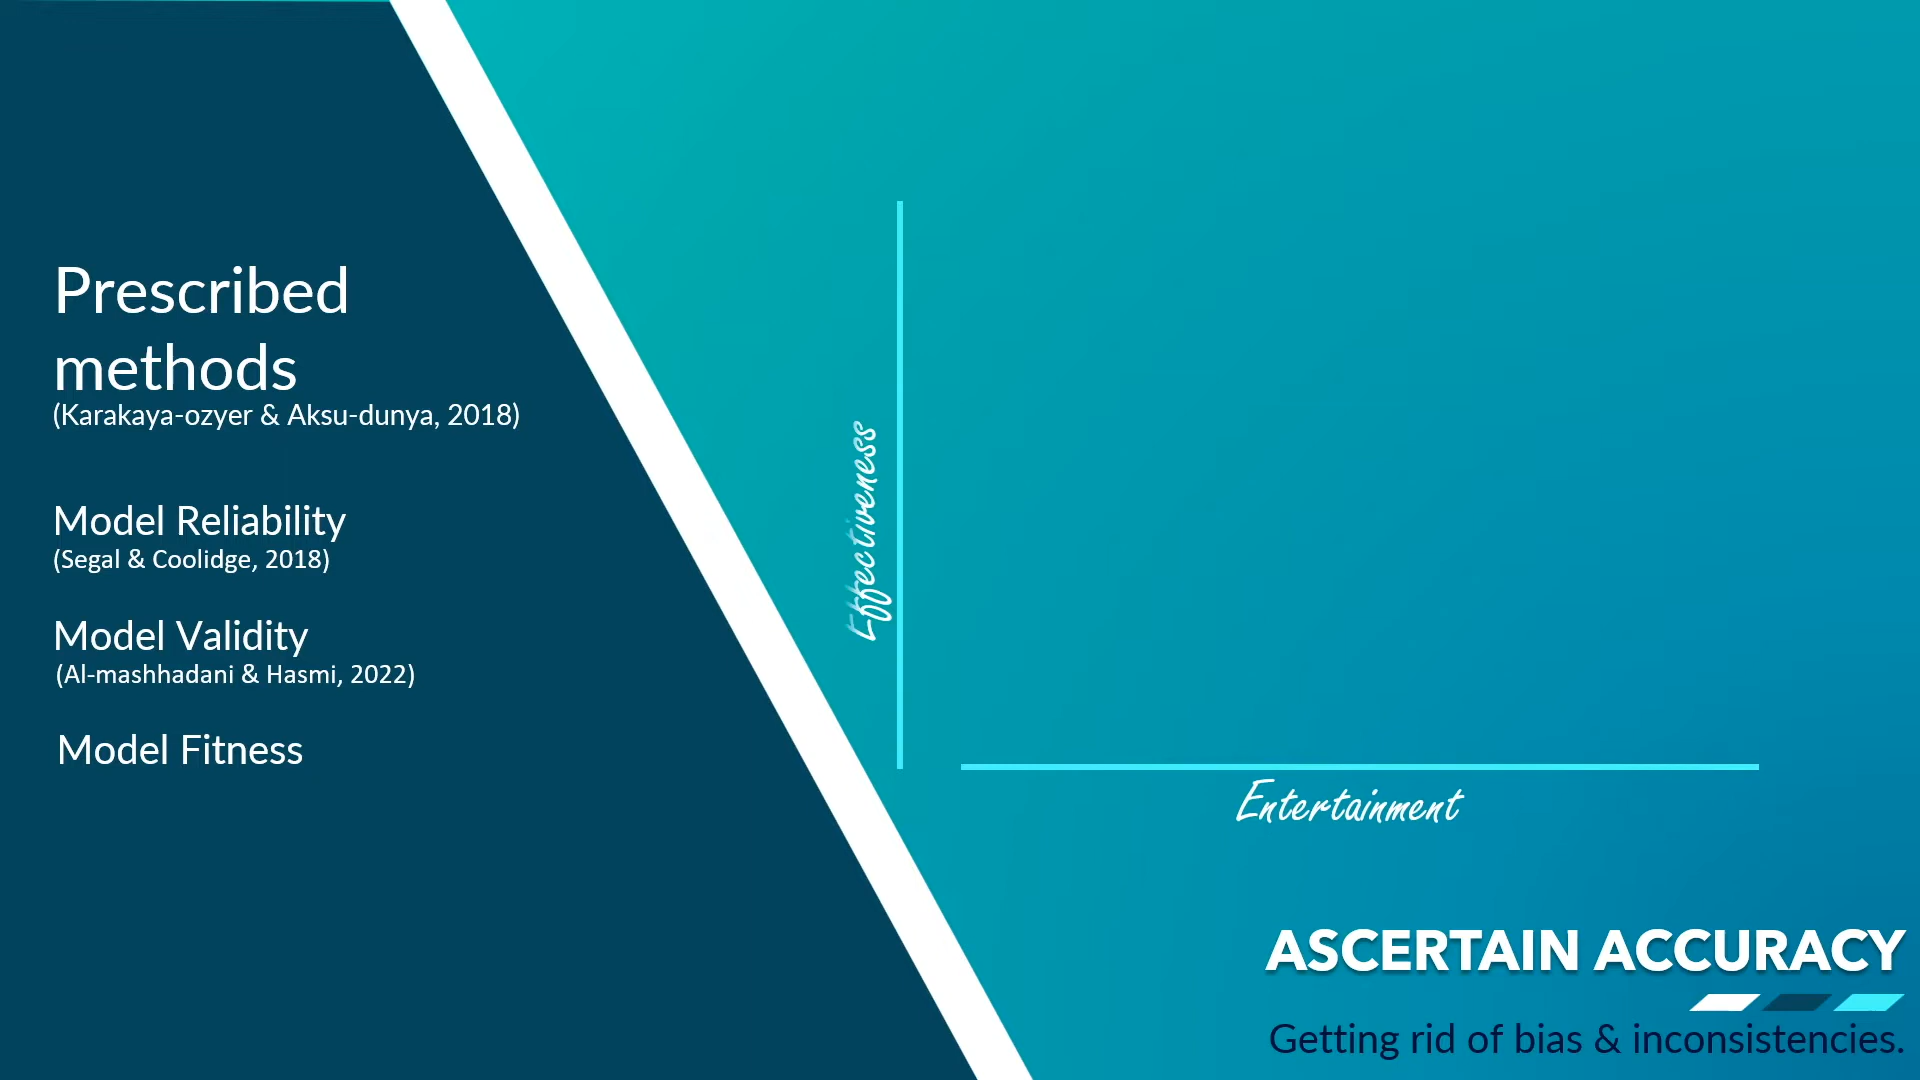 Prescribed
methods
(Karakaya-ozyer & Aksu-dunya, 2018)
Model Reliability
(Segal & Coolidge, 2018)
Model Validity
(Al-mashhadani & Hasmi, 2022)
Model Fitness
Effectiveness
Entertainment
ASCERTAIN ACCURACY
Getting rid of bias & inconsistencies.